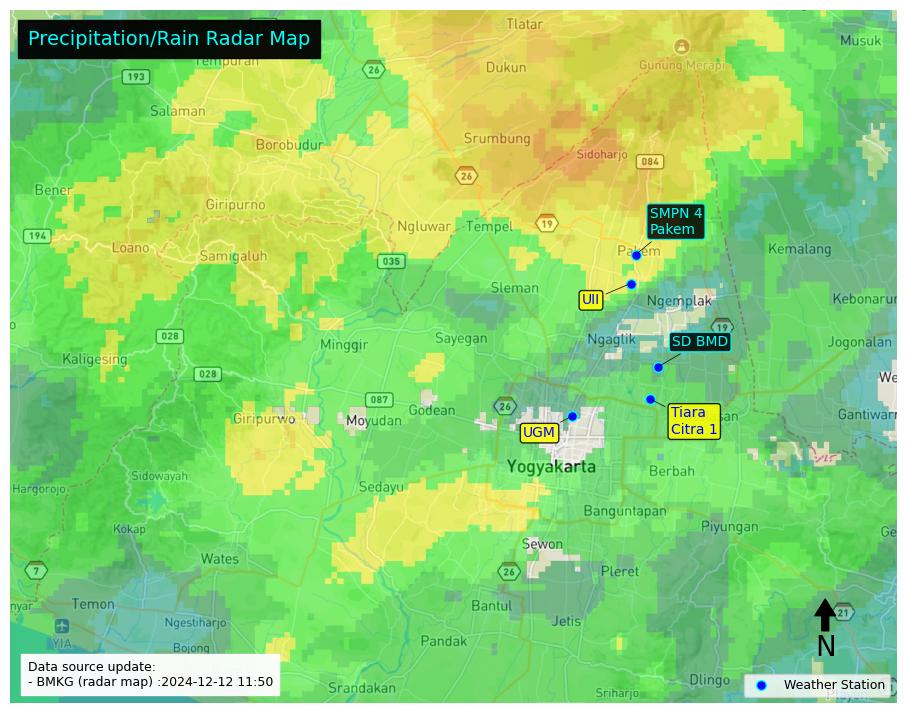 Precipitation/Rain Radar Map
Tlatar
Musuk
Tempuran
26
193
Dukun
Gunung Merapi
Salaman
Srumbung
Borobudur
Sidoharjo
084
26
Bener
Giripurno
SMPN 4
Pakem
Ngluwar
Tempel
19
194
Loano
Samigaluh
035
Pakem
Kemalang
Sleman
UII
Ngemplak
Kebonarum
028
Minggir
Sayegan
Ngaglik
19
SD BMD
Jogonalan
Kaligesing
028
087
Godean
26
Giripurwo
Moyudan
Tiara
Citra 1
Gantiwarn
UGM
Yogyakarta
Berbah
Hargorojo
Sidowayah
Sedayu
Banguntapan
Kokap
Piyungan
Sewon
Wates
7
26
Pleret
Temon
Bantul
Ngestiharjo
Jetis
21
YIA
Bojong
Pandak
N
Data source update:
- BMKG (radar map) :2024-12-12 11:50
Dlingo
Srandakan
Sriharjo
Weather Station